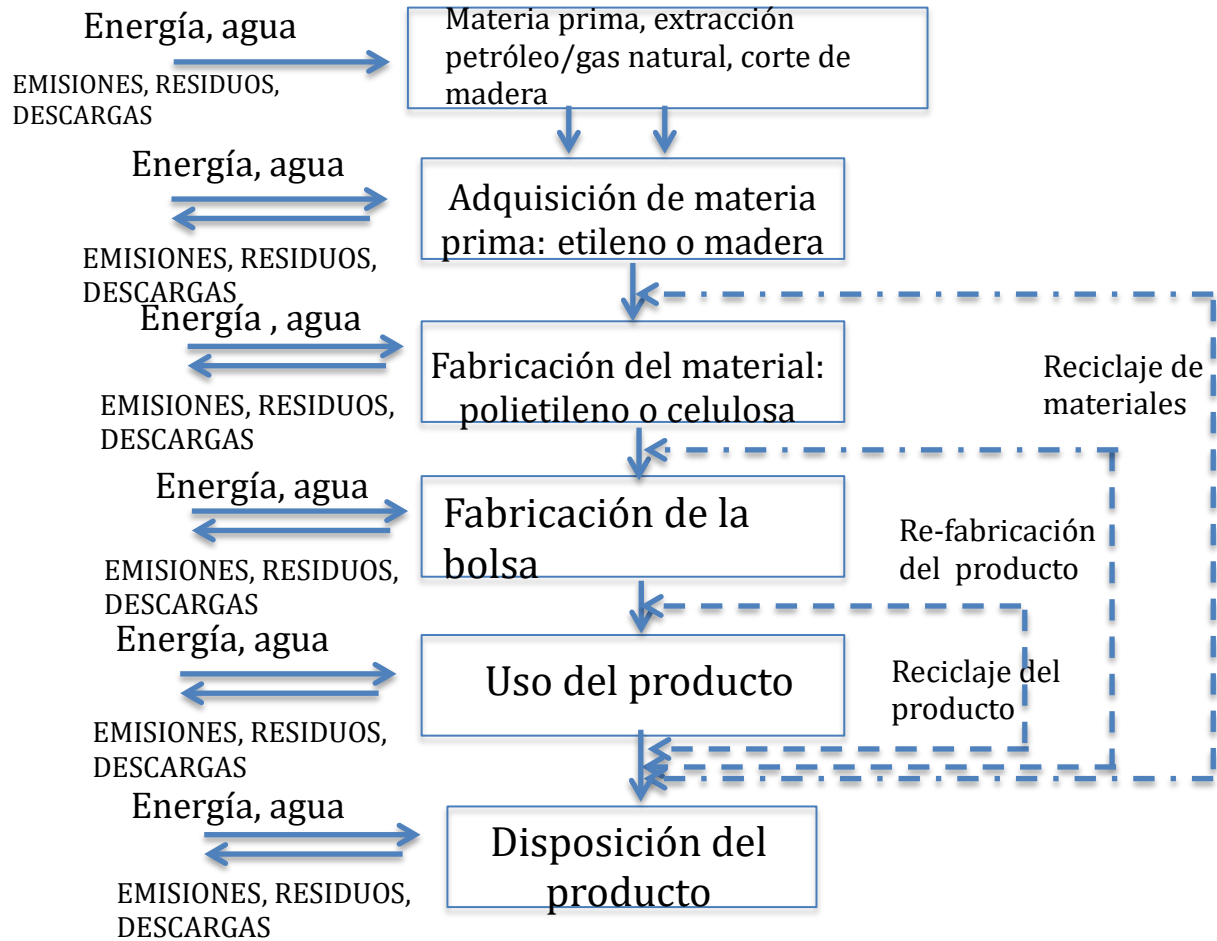 Energía, agua
EMISIONES, RESIDUOS,
DESCARGAS
Materia prima, extracción
petróleo/gas natural, corte de
madera
Energía, agua
EMISIONES, RESIDUOS,
DESCARGAS
Adquisición de materia
prima: etileno o madera
Energía , agua
EMISIONES, RESIDUOS,
DESCARGAS
Fabricación del material:
polietileno o celulosa
Reciclaje de
materiales
Energía, agua
EMISIONES, RESIDUOS,
DESCARGAS
Fabricación de la
bolsa
Re-fabricación
del producto
Energía, agua
EMISIONES, RESIDUOS,
DESCARGAS
Uso del producto
Reciclaje del
producto
Energía, agua
EMISIONES, RESIDUOS,
DESCARGAS
Disposición del
producto